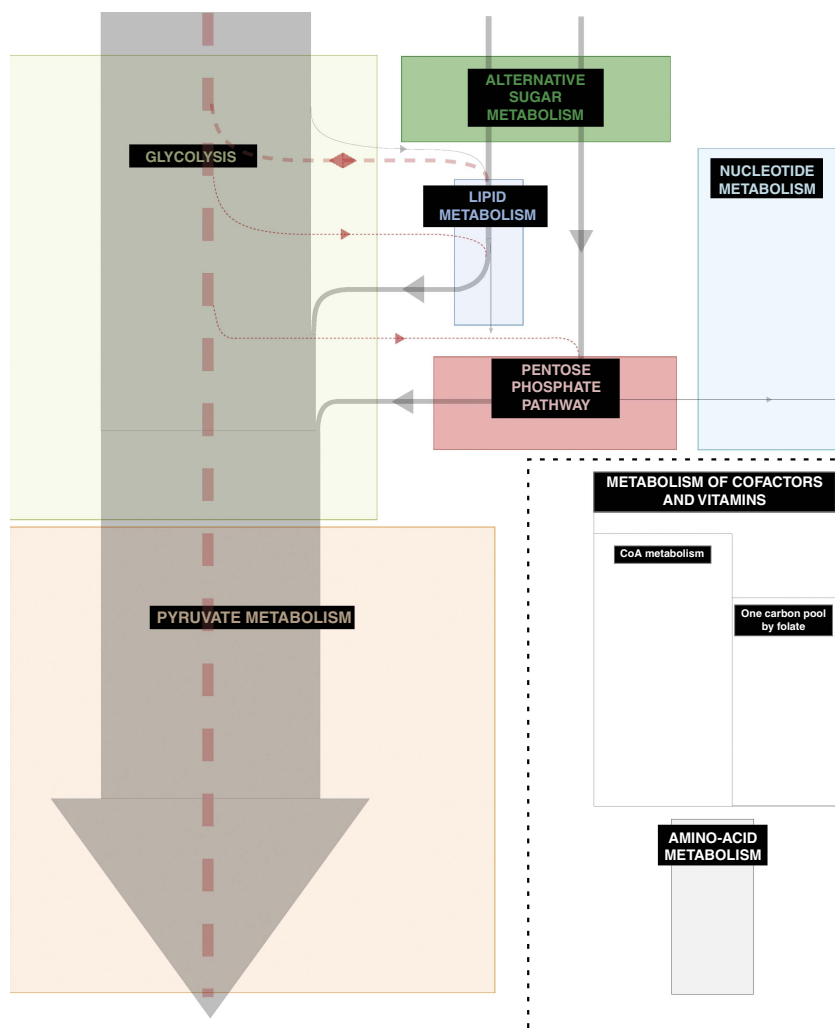 ALTERNATIVE
SUGAR
METABOLISM
GLYCOLYSIS
NUCLEOTIDE
METABOLISM
LIPID
METABOLISM
PENTOSE
PHOSPHATE
PATHWAY
METABOLISM OF COFACTORS
AND VITAMINS
CoA metabolism
One carbon pool
by folate
PYRUVATE METABOLISM
AMINO-ACID
METABOLISM